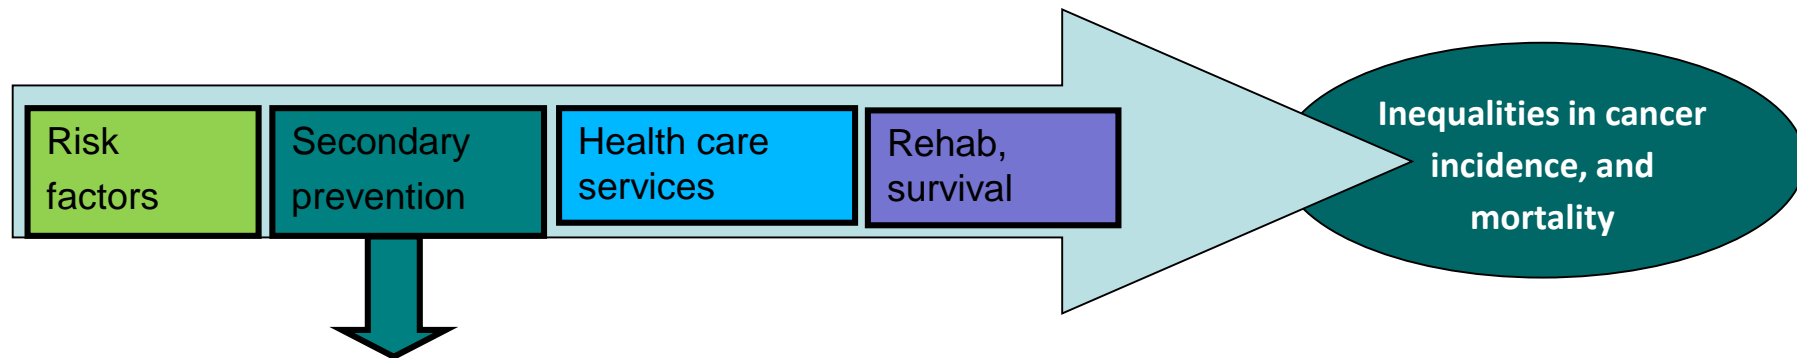 Risk
factors
Secondary
prevention
Health care
services
Rehab,
survival
Inequalities in cancer
incidence, and
mortality